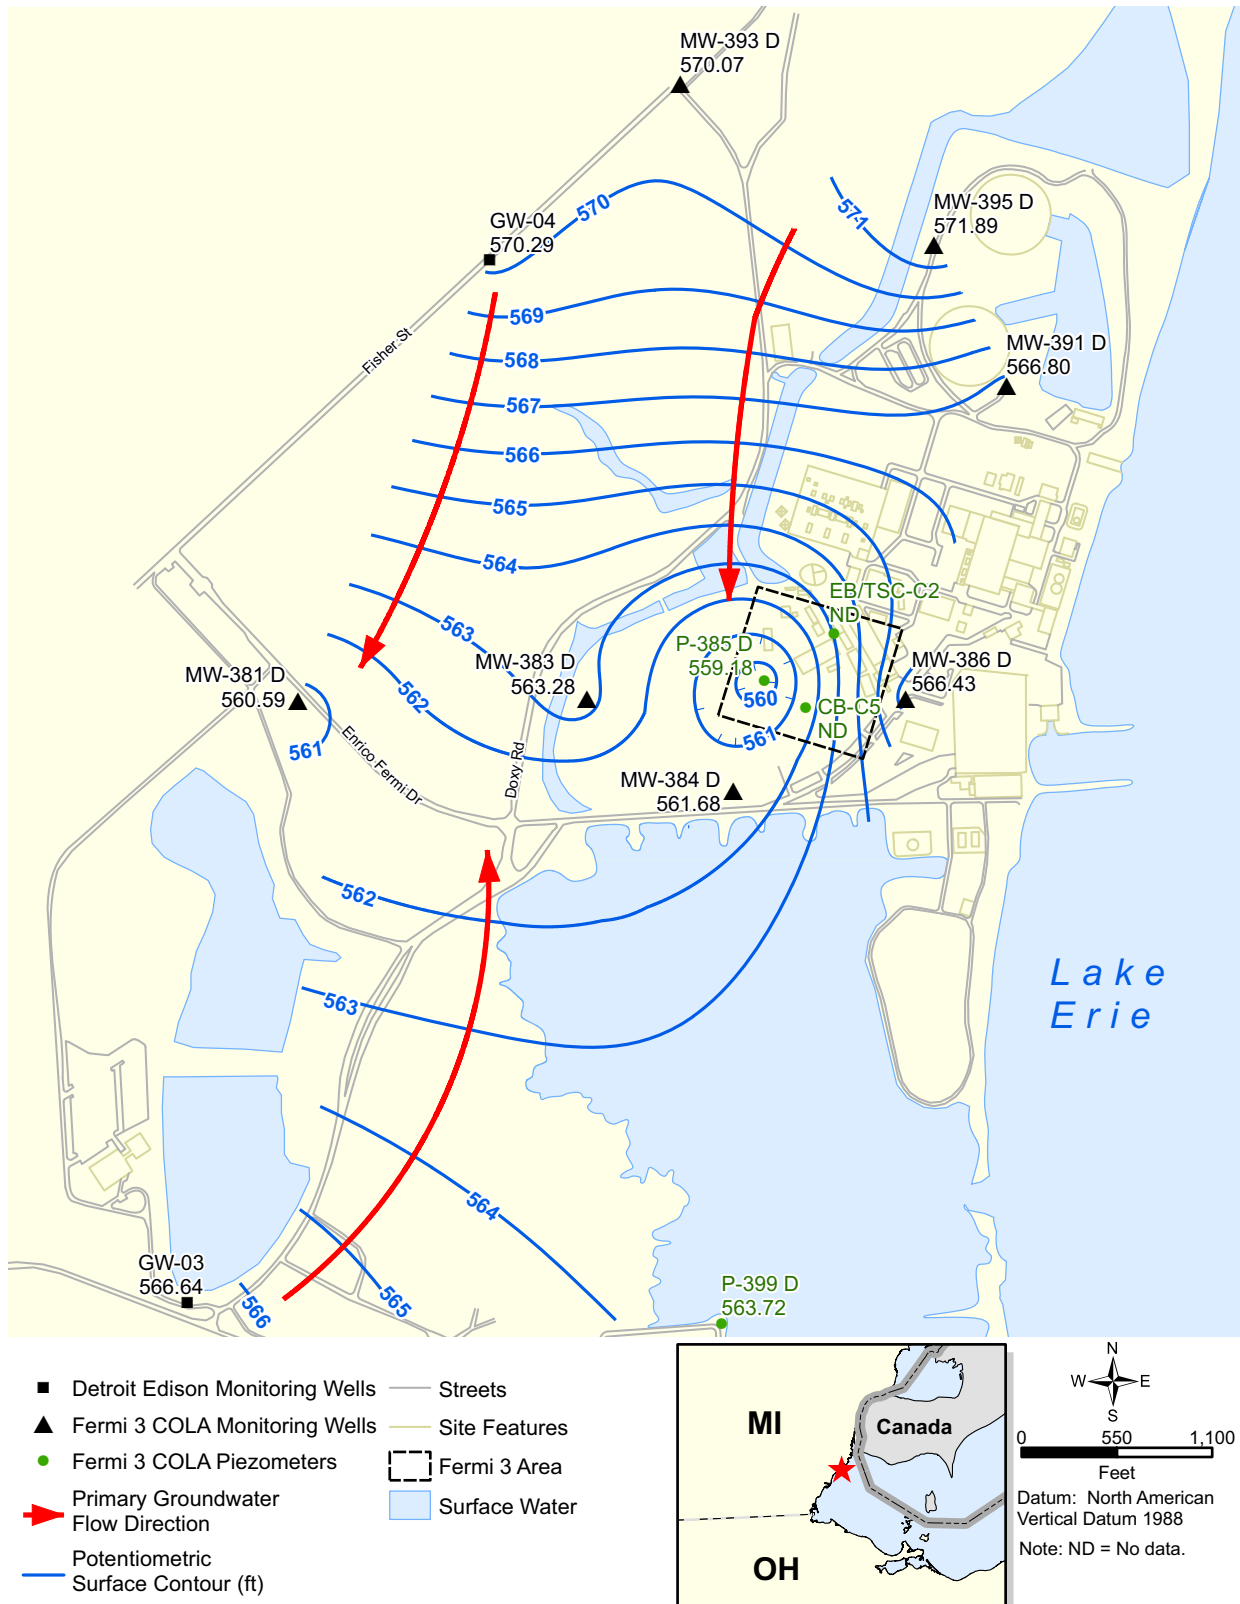 MW-393 D
570.07
GW-04
570.29
570
571
MW-395 D
571.89
Fisher St
569
568
567
566
565
564
563
562
MW-391 D
566.80
EB/TSC-C2
ND
P-385 D
559.18
560
561
CB-C5
ND
MW-386 D
566.43
MW-383 D
563.28
MW-381 D
560.59
561
Enrico Fermi Dr
Doxy Rd
MW-384 D
561.68
562
563
564
565
566
Lake
Erie
GW-03
566.64
P-399 D
563.72
Detroit Edison Monitoring Wells
Fermi 3 COLA Monitoring Wells
Fermi 3 COLA Piezometers
Primary Groundwater
Flow Direction
Potentiometric
Surface Contour (ft)
Streets
Site Features
Fermi 3 Area
Surface Water
MI
Canada
OH
N
W E
S
0 550 1,100
Feet
Datum: North American
Vertical Datum 1988
Note: ND = No data.